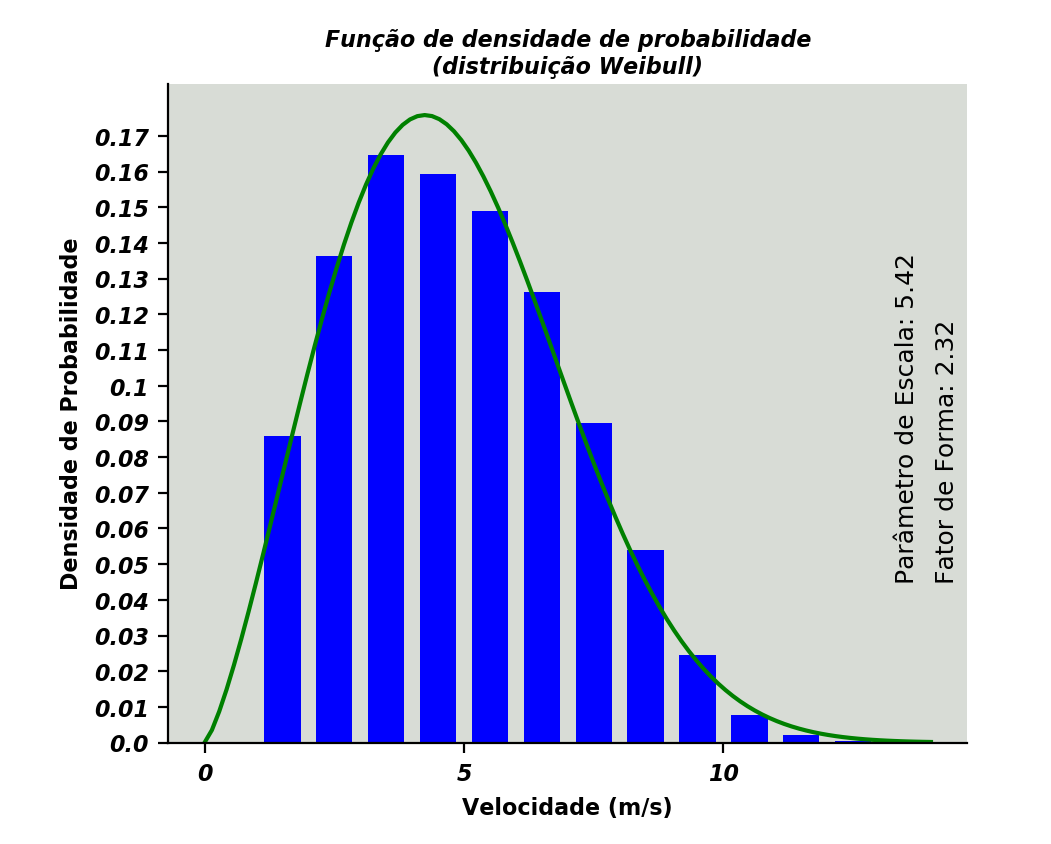 Função de densidade de probabilidade
(distribuição Weibull)
Densidade de Probabilidade
0.17
0.16
0.15
0.14
0.13
0.12
0.11
0.1
0.09
0.08
0.07
0.06
0.05
0.04
0.03
0.02
0.01
0.0
Parâmetro de Escala: 5.42
Fator de Forma: 2.32
0 5 10
Velocidade (m/s)